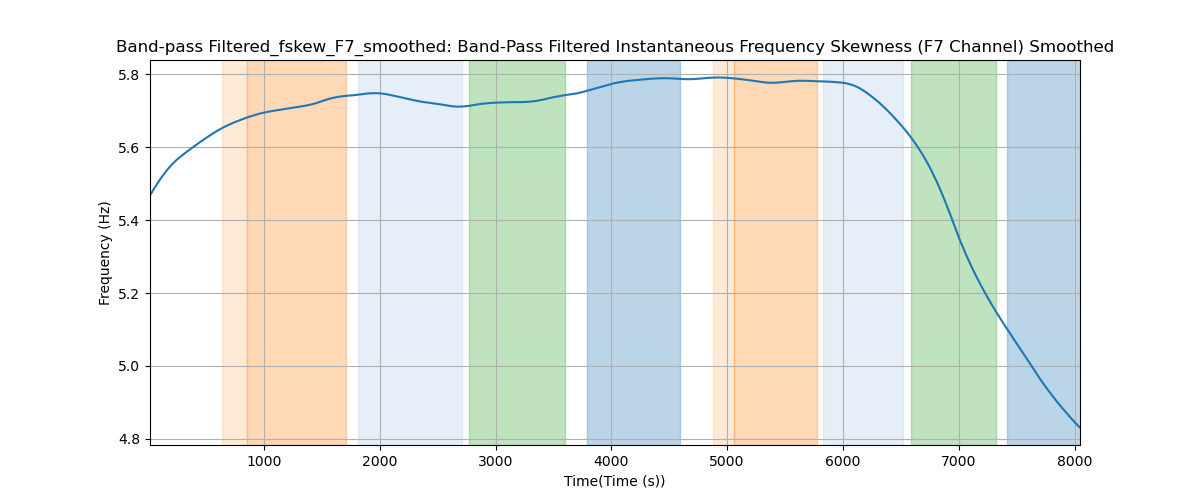 Band-pass Filtered_fskew_F7_smoothed: Band-Pass Filtered Instantaneous Frequency Skewness (F7 Channel) Smoothed
5.8
5.6
5.4
5.2
5.0
4.8
Frequency (Hz)
1000 2000 3000 4000 5000 6000 7000 8000
Time(Time (s))